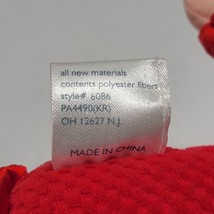 all new materials
contents polyester fibers
style# 6086
PA4490(KR)
OH 12627 N.J.
MADE IN CHINA